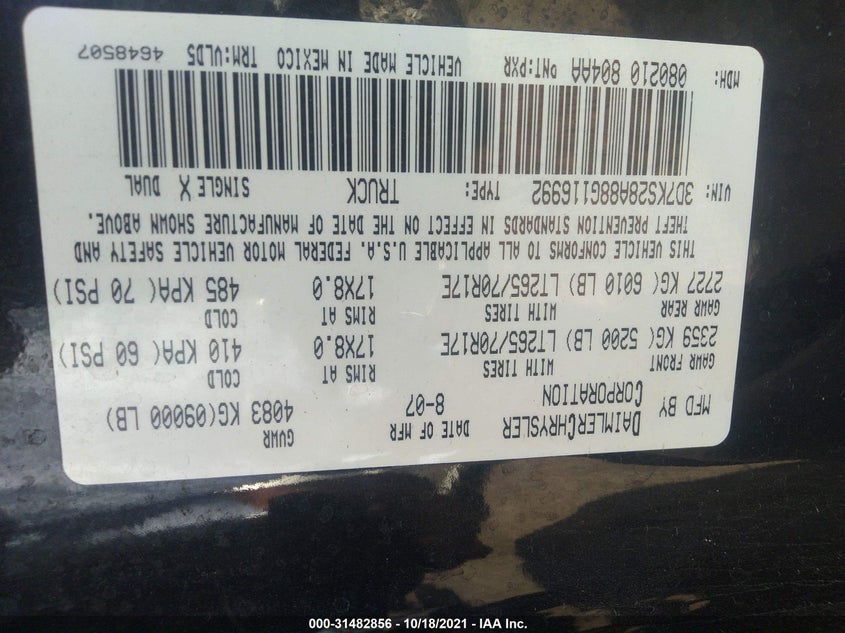 MFD BY DAIMLERCHRYSLER CORPORATION DATE OF MFR 8-07 GVWR 4083 KG(09000 LB)
GAWR FRONT WITH TIRES RIMS AT COLD
2359 KG( 5200 LB) LT265/70R17E 17X8.0 410 KPA( 60 PSI)
GAWR REAR WITH TIRES RIMS AT COLD
2727 KG( 6010 LB) LT265/70R17E 17X8.0 485 KPA( 70 PSI)
THIS VEHICLE CONFORMS TO ALL APPLICABLE U.S.A. FEDERAL MOTOR VEHICLE SAFETY AND
THEFT PREVENTION STANDARDS IN EFFECT ON THE DATE OF MANUFACTURE SHOWN ABOVE.
VIN: 3D7KS28A88G116992 TYPE: TRUCK SINGLE X DUAL
MDH: 080210 804AA PNT:PXR VEHICLE MADE IN MEXICO TRM:VLD5 4648507
000-31482856 - 10/18/2021 - IAA Inc.